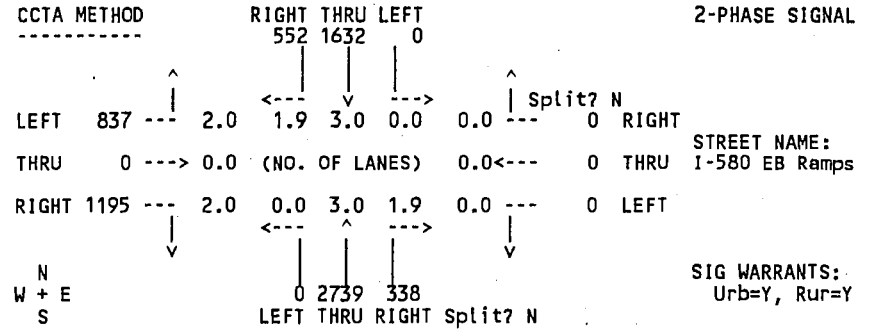 CCTA METHOD RIGHT THRU LEFT 2-PHASE SIGNAL
----------- 552 1632 0
^ ^
<--- v ---> | Split? N
LEFT 837 --- 2.0 1.9 3.0 0.0 0.0 --- 0 RIGHT
STREET NAME:
THRU 0 ---> 0.0 (NO. OF LANES) 0.0<--- 0 THRU I-580 EB Ramps
RIGHT 1195 --- 2.0 0.0 3.0 1.9 0.0 --- 0 LEFT
<--- ^ --->
v v
N SIG WARRANTS:
W + E 0 2739 338 Urb=Y, Rur=Y
S LEFT THRU RIGHT Split? N